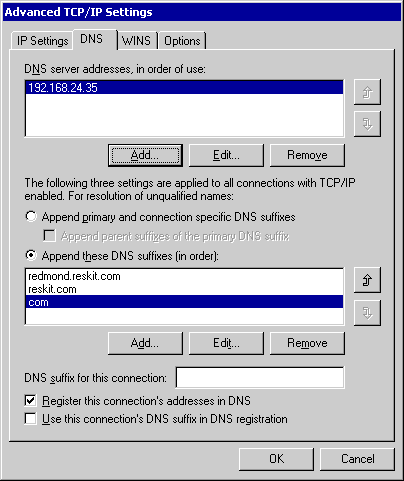 Advanced TCP/IP Settings
IP Settings DNS WINS Options
DNS server addresses, in order of use:
192.168.24.35
Add... Edit... Remove
The following three settings are applied to all connections with TCP/IP
enabled. For resolution of unqualified names:
Append primary and connection specific DNS suffixes
Append parent suffixes of the primary DNS suffix
Append these DNS suffixes (in order):
redmond.reskit.com
reskit.com
com
Add... Edit... Remove
DNS suffix for this connection:
Register this connection's addresses in DNS
Use this connection's DNS suffix in DNS registration
OK Cancel